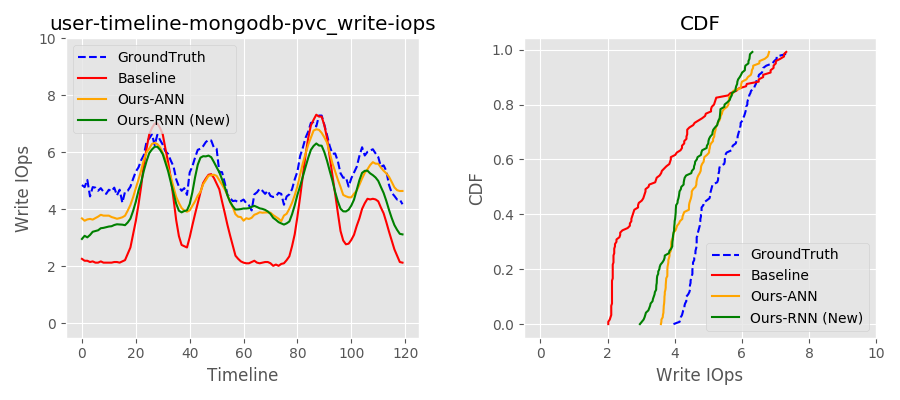 user-timeline-mongodb-pvc_write-iops
GroundTruth
Baseline
Ours-ANN
Ours-RNN (New)
10
8
6
4
2
0
Write IOps
0 20 40 60 80 100 120
Timeline
CDF
1.0
0.8
0.6
0.4
0.2
0.0
CDF
GroundTruth
Baseline
Ours-ANN
Ours-RNN (New)
0 2 4 6 8 10
Write IOps